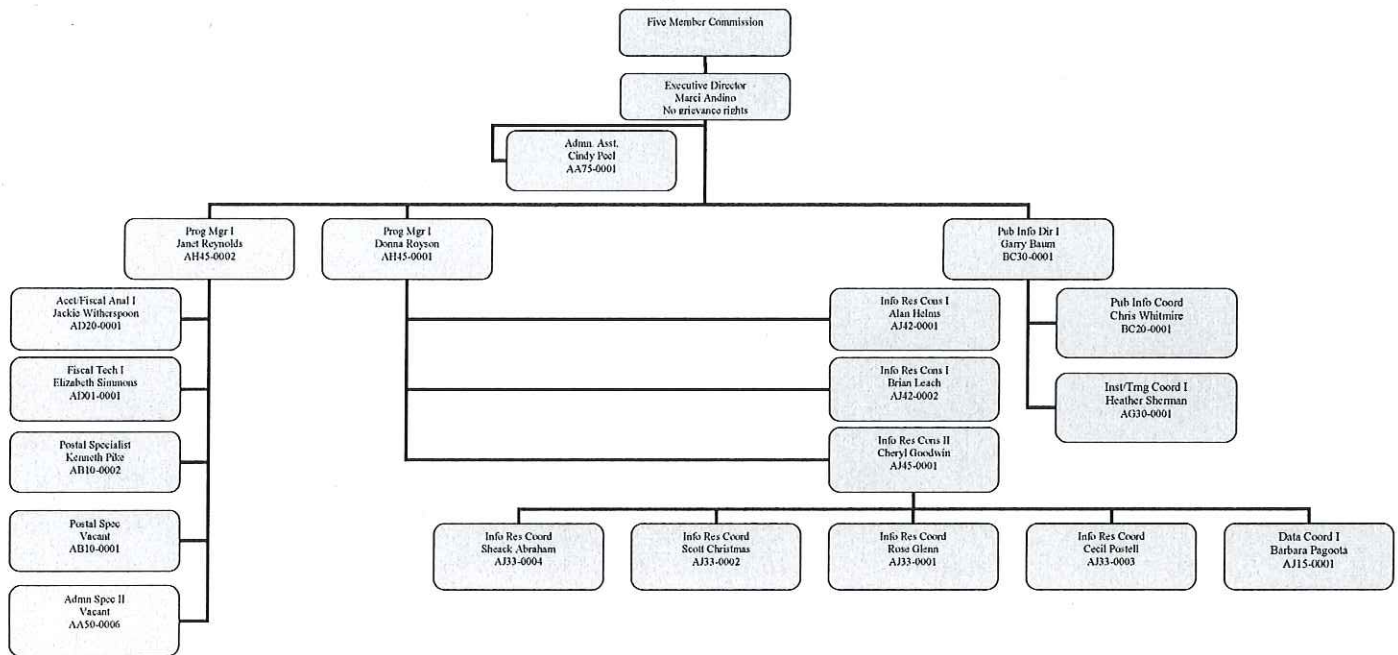 Five Member Commission
Executive Director
Marci Andino
No grievance rights
Admn. Asst.
Cindy Peel
AA75-0001
Prog Mgr I
Janet Reynolds
AH45-0002
Prog Mgr I
Donna Royson
AH45-0001
Pub Info Dir I
Garry Baum
BC30-0001
Acct/Fiscal Anal I
Jackie Witherspoon
AD20-0001
Fiscal Tech I
Elizabeth Simmons
AD01-0001
Postal Specialist
Kenneth Pike
AB10-0002
Postal Spec
Vacant
AB10-0001
Admn Spec II
Vacant
AA50-0006
Info Res Cons I
Alan Helms
AJ42-0001
Info Res Cons I
Brian Leach
AJ42-0002
Info Res Cons II
Cheryl Goodwin
AJ45-0001
Pub Info Coord
Chris Whitmire
BC20-0001
Inst/Trng Coord I
Heather Sherman
AG30-0001
Info Res Coord
Sheack Abraham
AJ33-0004
Info Res Coord
Scott Christmas
AJ33-0002
Info Res Coord
Rose Glenn
AJ33-0001
Info Res Coord
Cecil Postell
AJ33-0003
Data Coord I
Barbara Pagoota
AJ15-0001